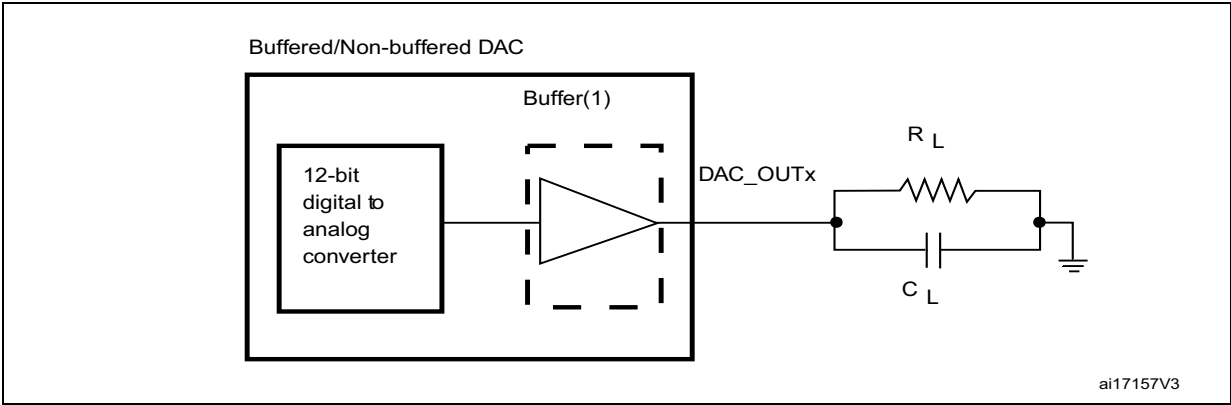 Buffered/Non-buffered DAC
Buffer(1)
12-bit
digital to
analog
converter
DAC_OUTx
R L
C L
ai17157V3